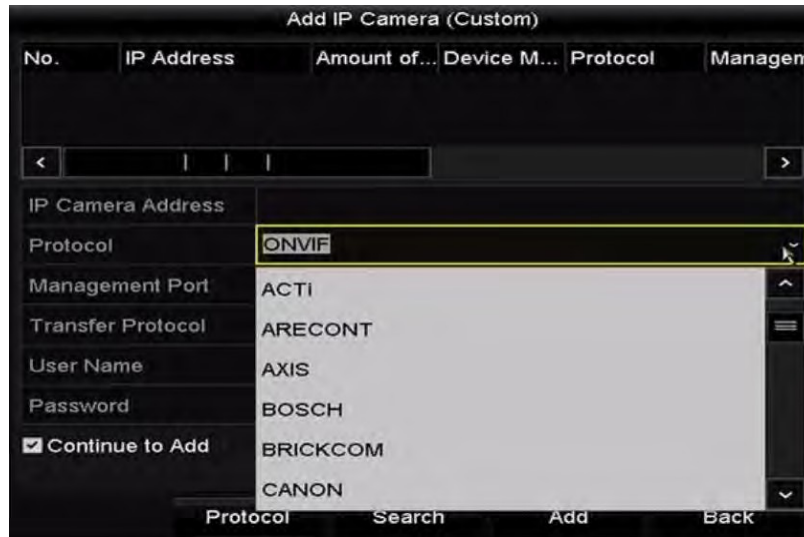 Add IP Camera (Custom)
No. IP Address Amount of... Device M... Protocol Managem
IP Camera Address
Protocol ONVIF
Management Port ACTi
Transfer Protocol ARECONT
User Name AXIS
Password BOSCH
Continue to Add BRICKCOM
CANON
Protocol Search Add Back